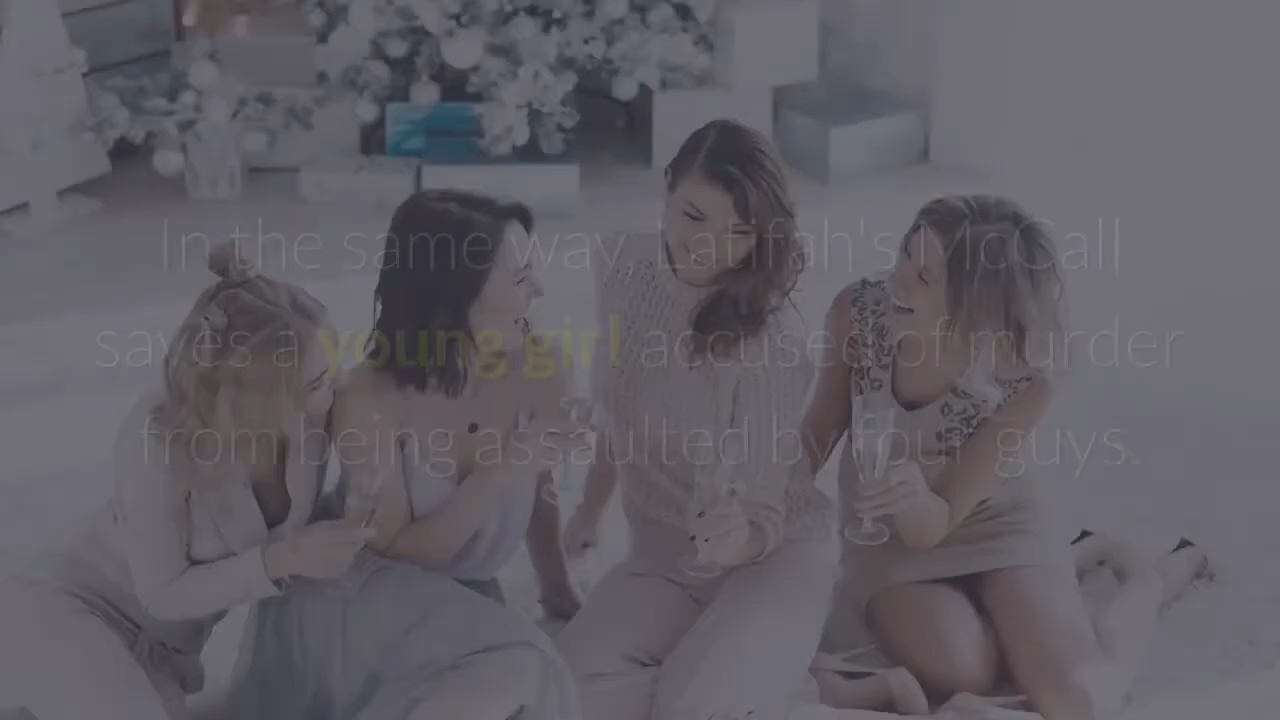 In the same way, Latifah's McCall
saves a young girl accused of murder
from being assaulted by four guys.